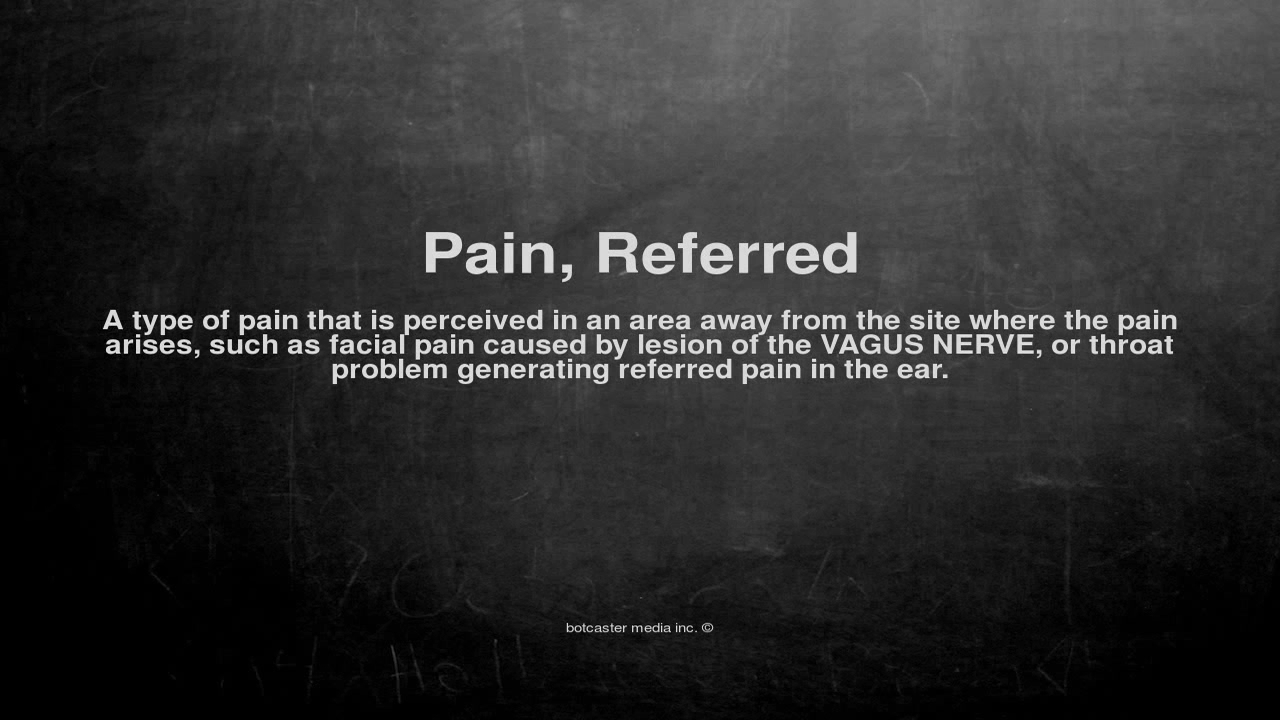 Pain, Referred
A type of pain that is perceived in an area away from the site where the pain
arises, such as facial pain caused by lesion of the VAGUS NERVE, or throat
problem generating referred pain in the ear.
botcaster media inc. ©